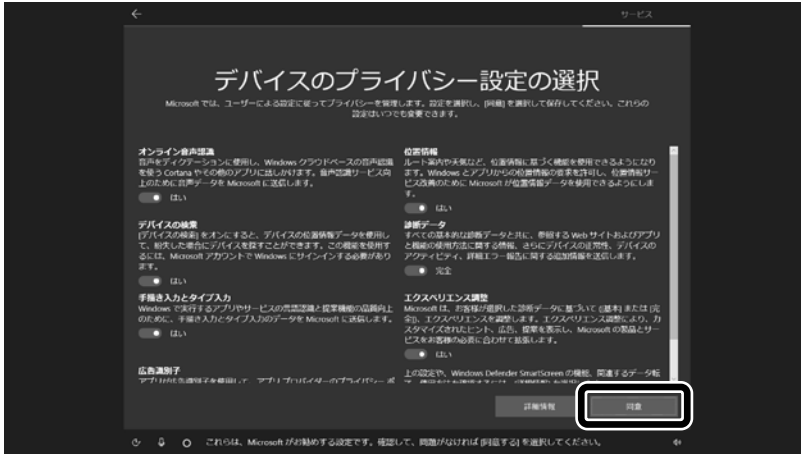 サービス
デバイスのプライバシー設定の選択
Microsoft では、ユーザーによる設定に従ってプライバシーを管理します。設定を選択し、[同意] を選択して保存してください。これらの
設定はいつでも変更できます。
オンライン音声認識
音声をディクテーションに使用し、Windows クラウドベースの音声認識
を使う Cortana やその他のアプリに話しかけます。音声認識サービス向
上のために音声データを Microsoft に送信します。
はい
デバイスの検索
[デバイスの検索] をオンにすると、デバイスの位置情報データを使用し
て、紛失した場合にデバイスを探すことができます。この機能を使用す
るには、Microsoft アカウントで Windows にサインインする必要があり
ます。
はい
手描き入力とタイプ入力
Windows で実行するアプリやサービスの言語認識と提案機能の品質向上
のために、手描き入力とタイプ入力のデータを Microsoft に送信します。
はい
広告識別子
アプリが広告識別子を使用して、アプリ プロバイダーのプライバシー ポ
位置情報
ルート案内や天気など、位置情報に基づく機能を使用できるようになり
ます。Windows とアプリからの位置情報の要求を許可し、位置情報サー
ビス改善のために Microsoft が位置情報データを使用できるようにしま
す。
はい
診断データ
すべての基本的な診断データと共に、参照する Web サイトおよびアプリ
と機能の使用方法に関する情報、さらにデバイスの正常性、デバイスの
アクティビティ、詳細エラー報告に関する追加情報を送信します。
完全
エクスペリエンス調整
Microsoft は、お客様が選択した診断データに基づいて ([基本] または [完
全])、エクスペリエンスを調整します。エクスペリエンス調整により、カ
スタマイズされたヒント、広告、提案を表示し、Microsoft の製品とサー
ビスをお客様の必要に合わせて拡張します。
はい
上の設定や、Windows Defender SmartScreen の機能、関連するデータ転
詳細情報
同意
これらは、Microsoft がお勧めする設定です。確認して、問題がなければ [同意する] を選択してください。